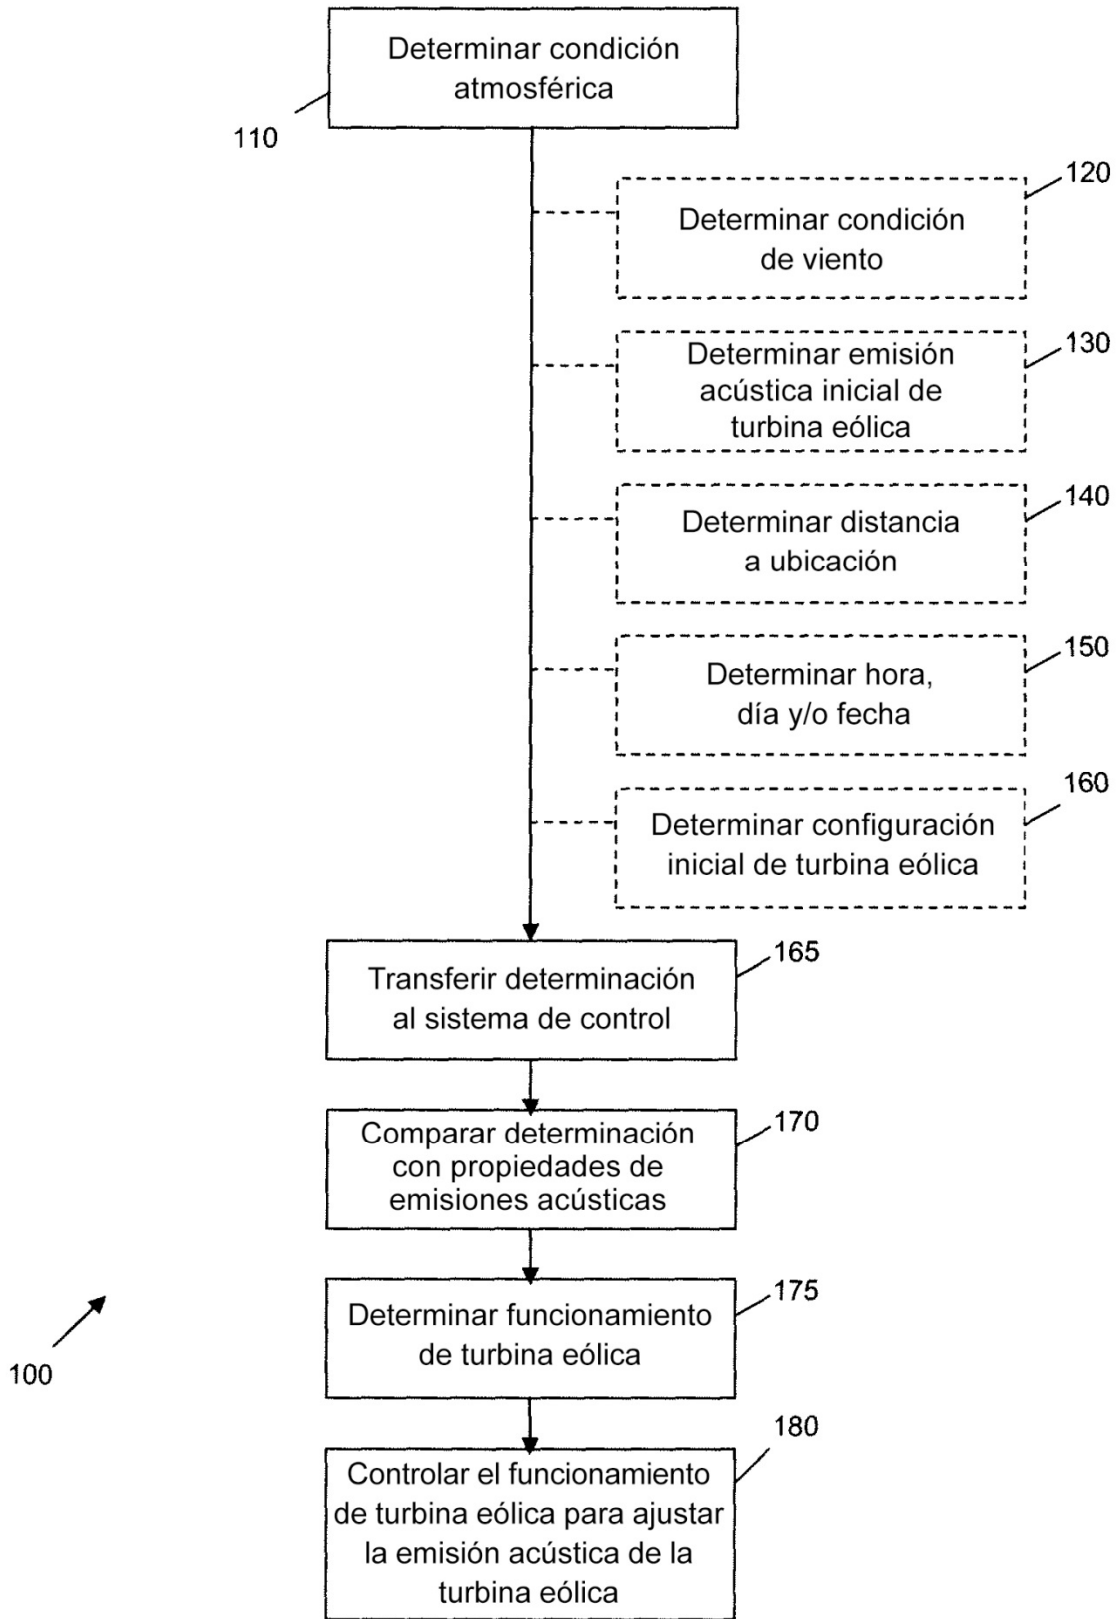 Determinar condición
atmosférica
110
120
Determinar condición
de viento
130
Determinar emisión
acústica inicial de
turbina eólica
140
Determinar distancia
a ubicación
150
Determinar hora,
día y/o fecha
160
Determinar configuración
inicial de turbina eólica
165
Transferir determinación
al sistema de control
170
Comparar determinación
con propiedades de
emisiones acústicas
175
Determinar funcionamiento
de turbina eólica
100
180
Controlar el funcionamiento
de turbina eólica para ajustar
la emisión acústica de la
turbina eólica